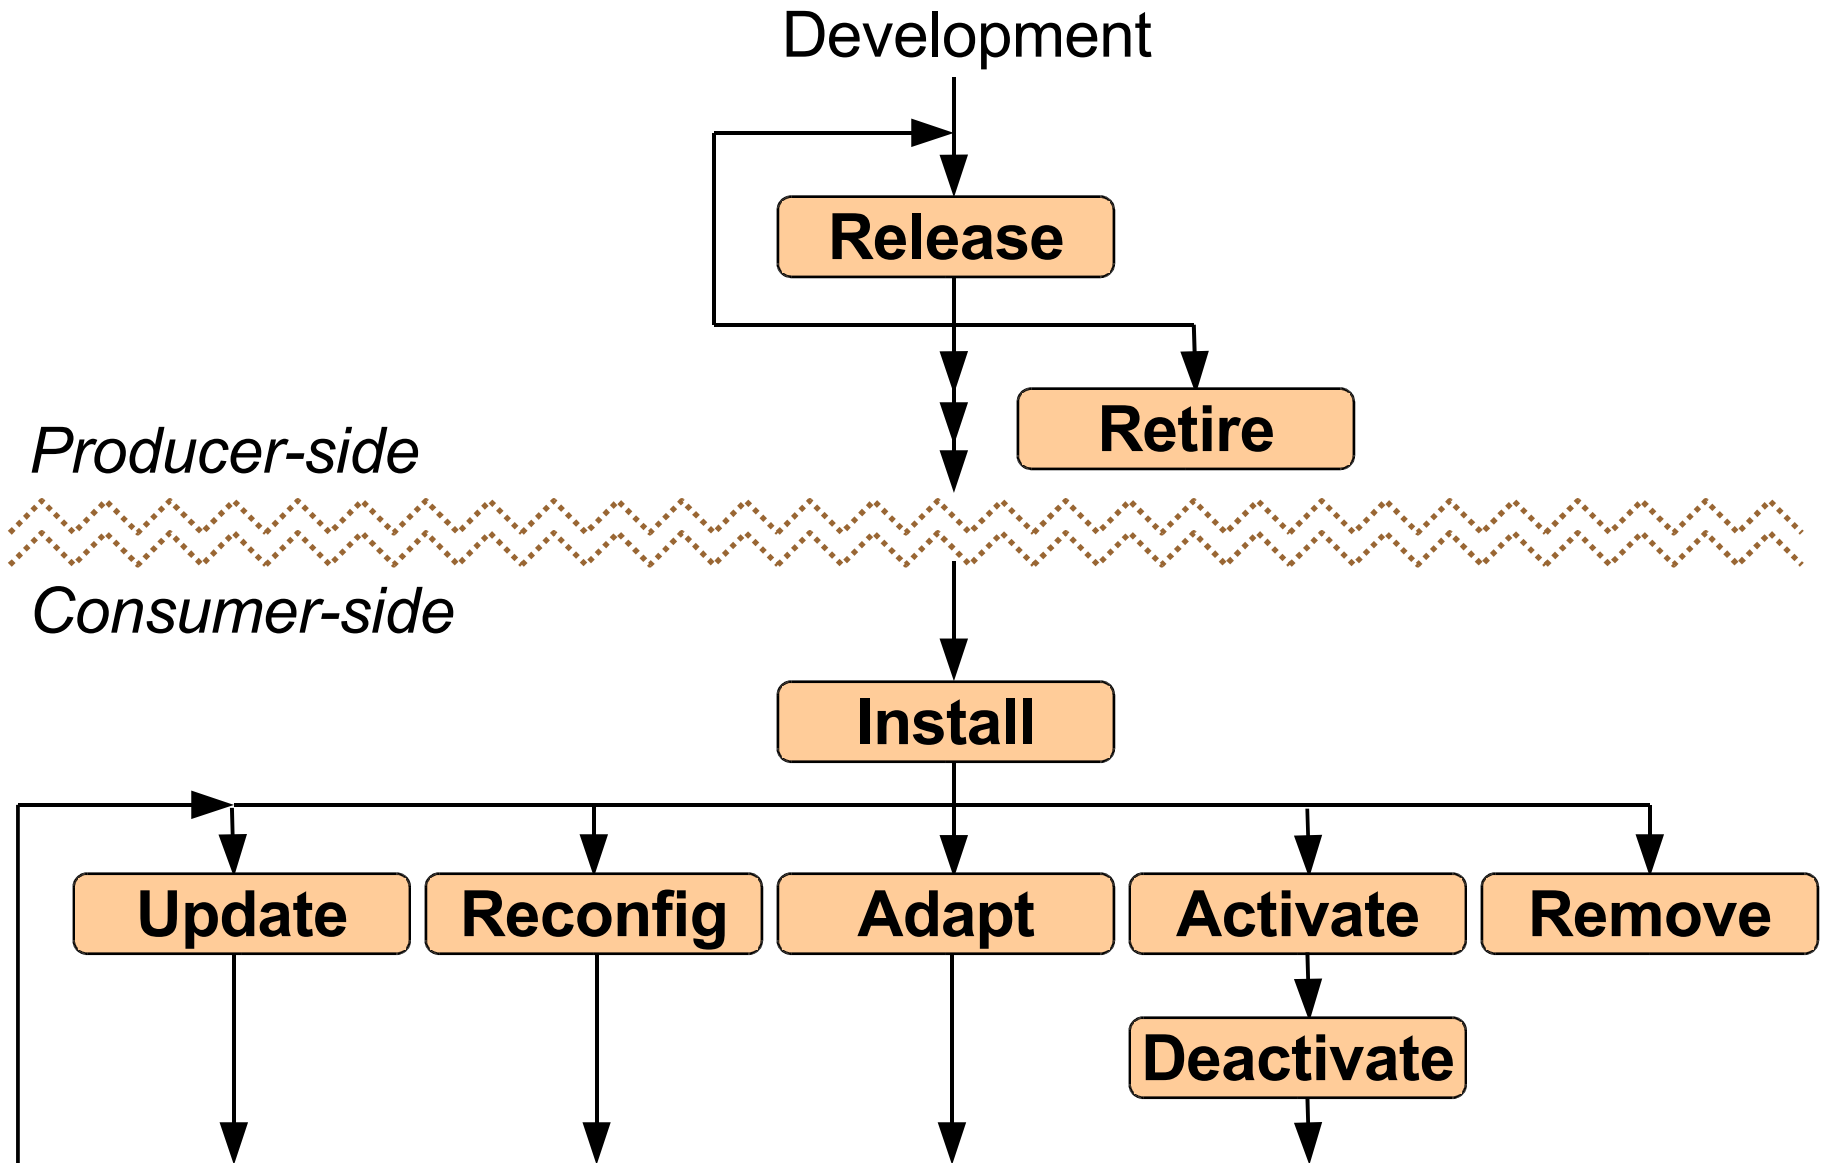 Development
Release
Retire
Producer-side
Consumer-side
Install
Update
Reconfig
Adapt
Activate
Remove
Deactivate